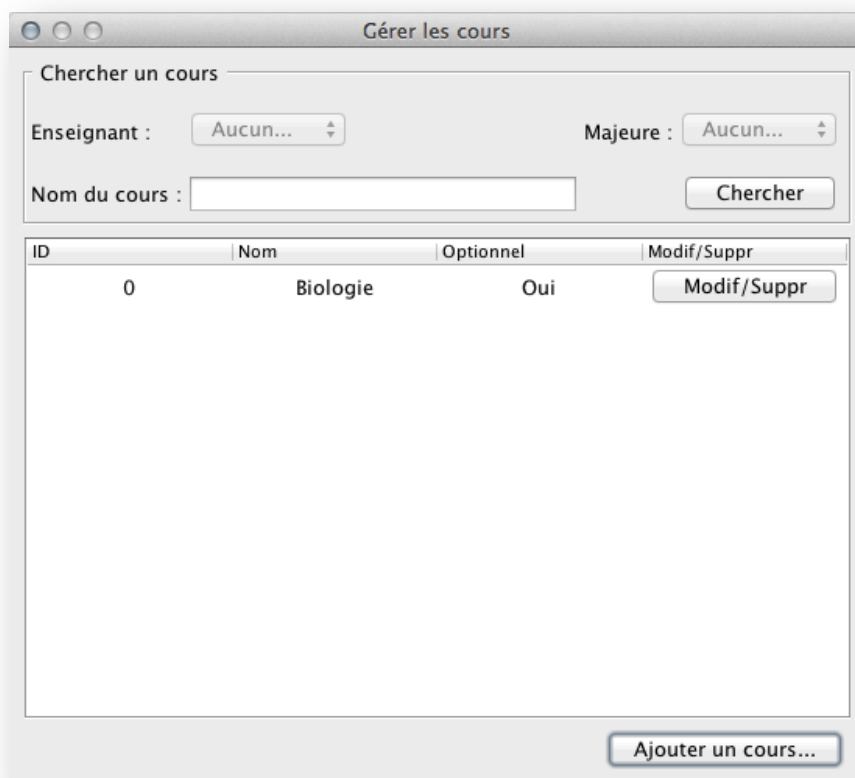 Gérer les cours
Chercher un cours
Enseignant : Aucun... Majeure : Aucun...
Nom du cours : Chercher
ID Nom Optionnel Modif/Suppr
0 Biologie Oui Modif/Suppr
Ajouter un cours...